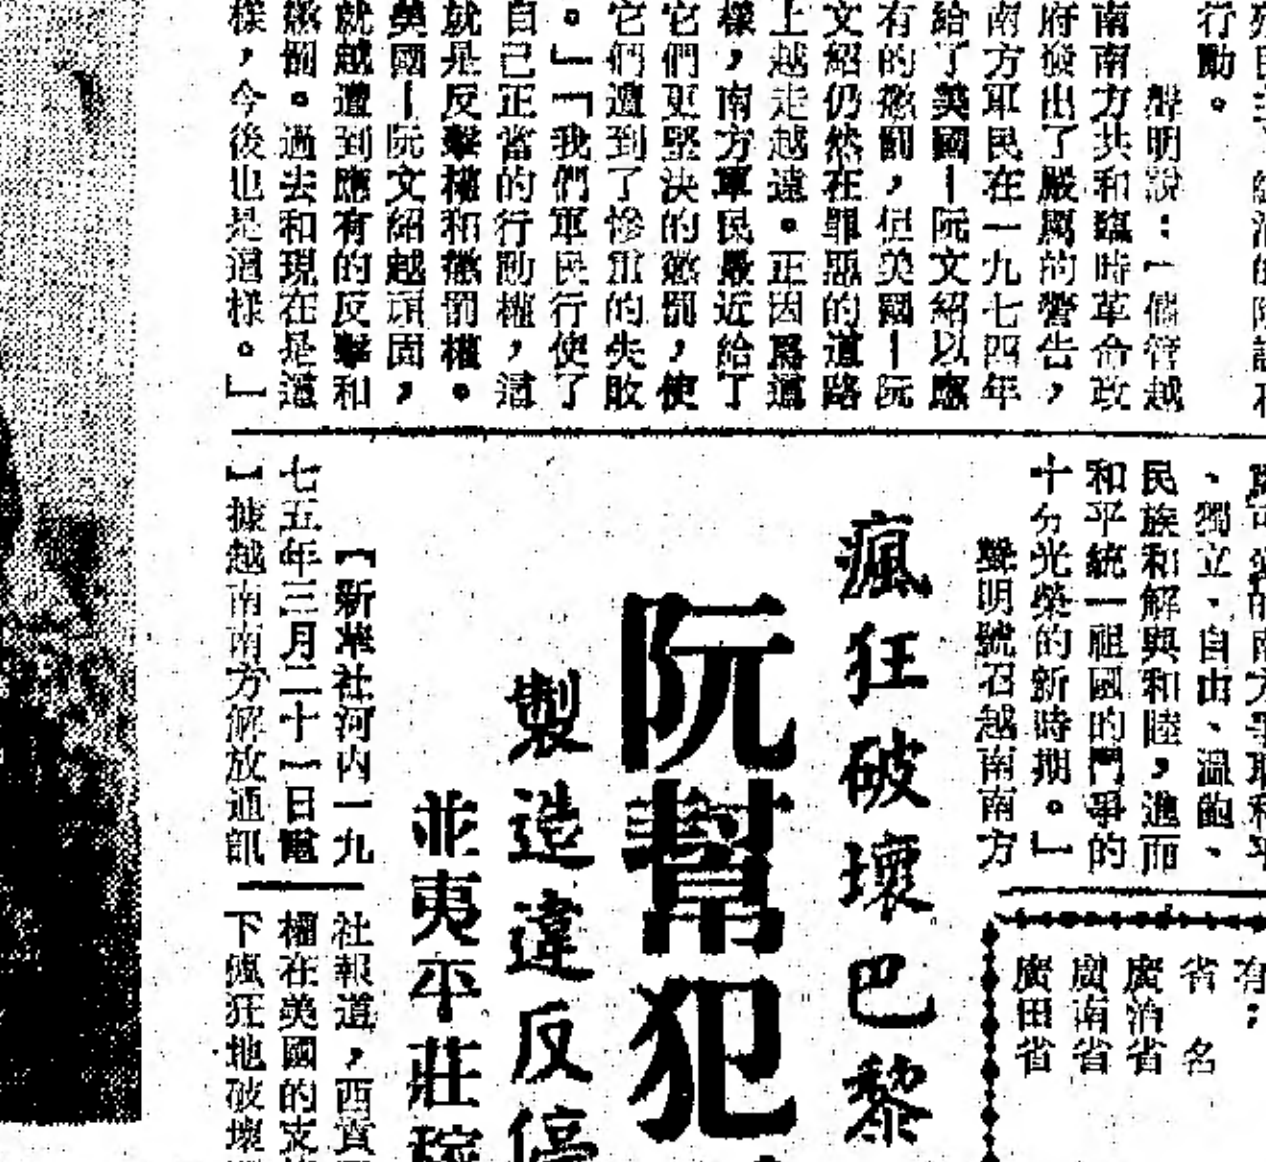 行動。
聲明說：「儘管越
南南方共和臨時革命政
府發出了嚴厲的警告，
南方軍民在一九七四年
給了美國—阮文紹以應
有的懲罰，但美國—阮
文紹仍然在罪惡的道路
上越走越遠。正因爲這
樣，南方軍民最近給了
它們更堅決的懲罰，使
它們遭到了慘重的失敗
。」「我們軍民行使了
自己正當的行動權，這
就是反擊權和懲罰權。
美國—阮文紹越頑固，
就越遭到應有的反擊和
懲罰。過去和現在是這
樣，今後也是這樣。」
、獨立、自由、溫飽、
民族和解與和睦，進而
和平統一祖國的鬥爭的
十分光榮的新時期。」
聲明號召越南南方
有：
省名
廣治省
廣南省
廣田省
瘋狂破壞巴黎
阮幫犯
製造違反停
並夷平莊稼
【新華社河内一九
七五年三月二十一日電
】據越南南方解放通訊
社報道，西貢
權在美國的支
下瘋狂地破壞